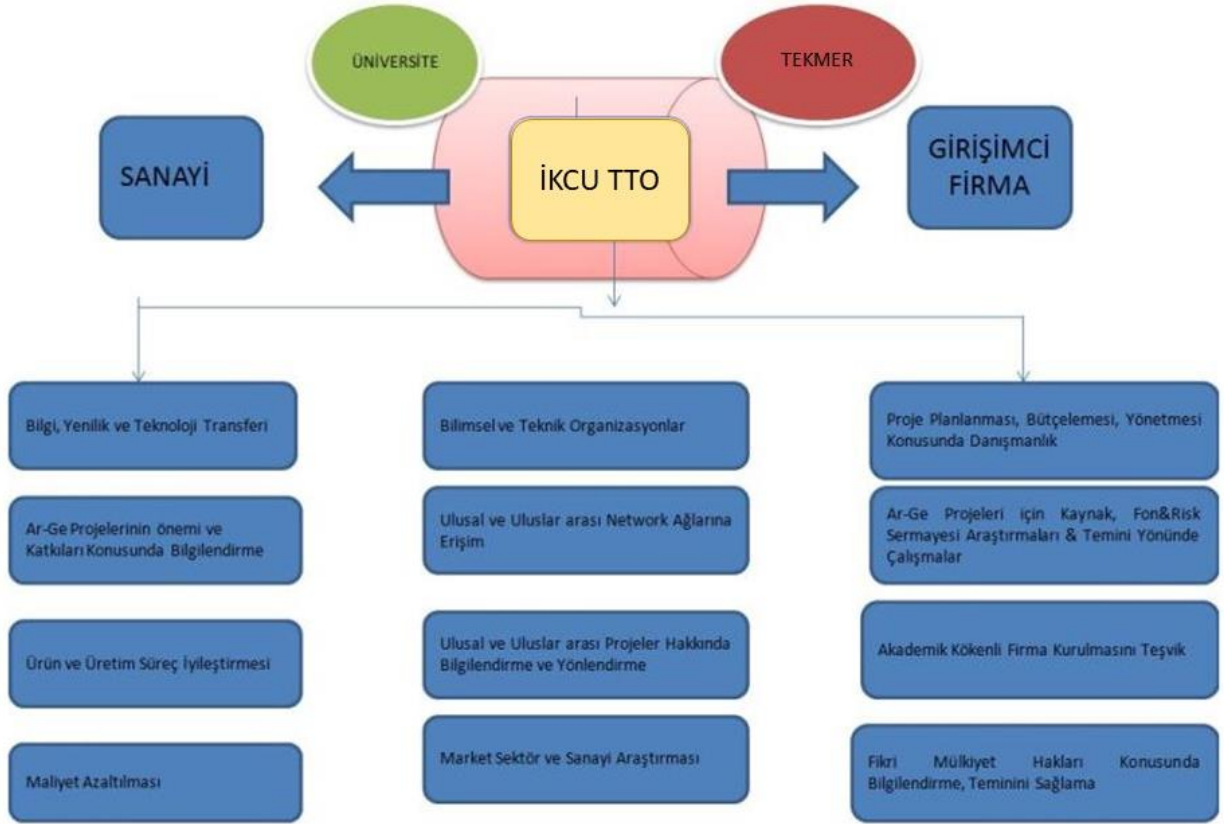 ÜNİVERSİTE
TEKMER
SANAYİ
İKCU TTO
GİRİŞİMCİ
FİRMA
Bilgi, Yenilik ve Teknoloji Transferi
Bilimsel ve Teknik Organizasyonlar
Proje Planlanması, Bütçelemesi, Yönetmesi
Konusunda Danışmanlık
Ar-Ge Projelerinin önemi ve
Katkıları Konusunda Bilgilendirme
Ulusal ve Uluslar arası Network Ağlarına
Erişim
Ar-Ge Projeleri için Kaynak, Fon&Risk
Sermayesi Araştırmaları & Temini Yönünde
Çalışmalar
Ürün ve Üretim Süreç İyileştirmesi
Ulusal ve Uluslar arası Projeler Hakkında
Bilgilendirme ve Yönlendirme
Akademik Kökenli Firma Kurulmasını Teşvik
Maliyet Azaltılması
Market Sektör ve Sanayi Araştırması
Fikri Mülkiyet Hakları Konusunda
Bilgilendirme, Teminini Sağlama